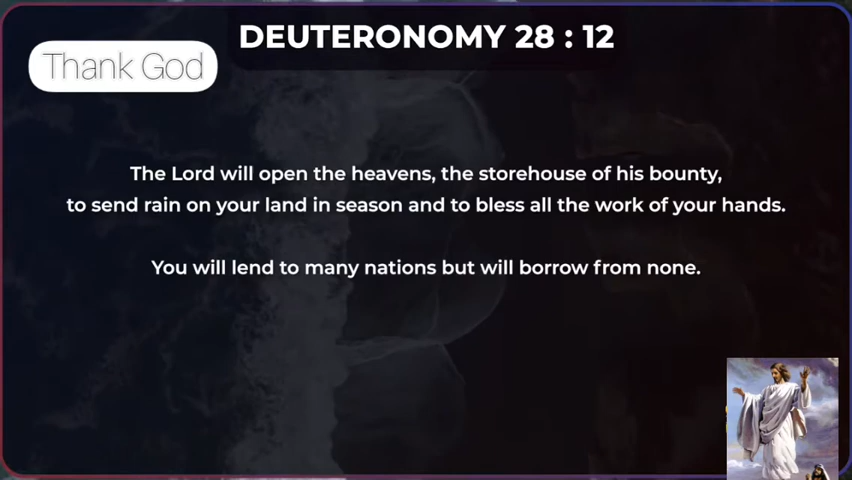 DEUTERONOMY 28 : 12
Thank God
The Lord will open the heavens, the storehouse of his bounty,
to send rain on your land in season and to bless all the work of your hands.
You will lend to many nations but will borrow from none.